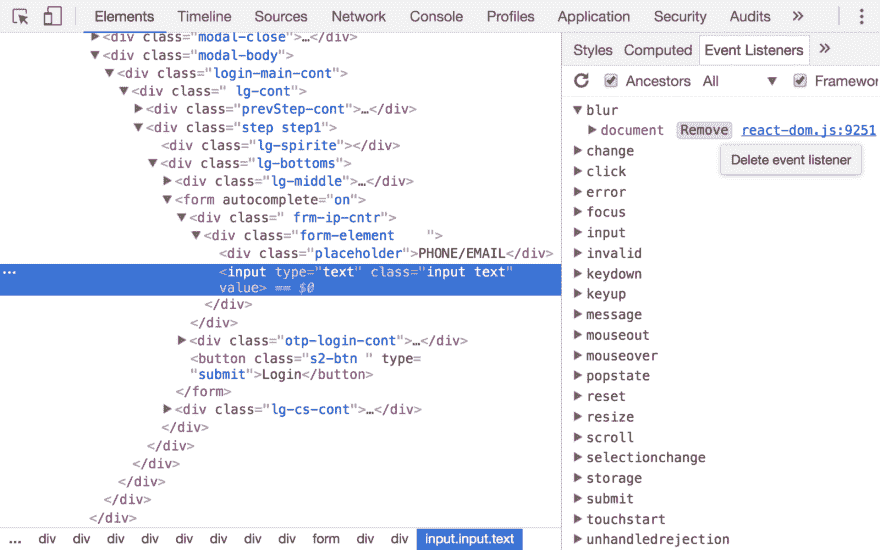 Elements Timeline Sources Network Console Profiles Application Security Audits »
<div class="modal-close">…</div>
<div class="modal-body">
<div class="login-main-cont">
<div class=" lg-cont">
<div class="prevStep-cont">…</div>
<div class="step step1">
<div class="lg-spirite"></div>
<div class="lg-bottoms">
<div class="lg-middle">…</div>
<form autocomplete="on">
<div class=" frm-ip-cntr">
<div class="form-element    ">
<div class="placeholder">PHONE/EMAIL</div>
… <input type="text" class="input text"
value> == $0
</div>
</div>
<div class="otp-login-cont">…</div>
<button class="s2-btn " type=
"submit">Login</button>
</form>
<div class="lg-cs-cont">…</div>
</div>
</div>
</div>
</div>
</div>
</div>
... div div div div div div div form div div input.input.text
Styles Computed Event Listeners »
Ancestors All Framewor
blur
document Remove react-dom.js:9251
Delete event listener
change
click
error
focus
input
invalid
keydown
keyup
message
mouseout
mouseover
popstate
reset
resize
scroll
selectionchange
storage
submit
touchstart
unhandledrejection